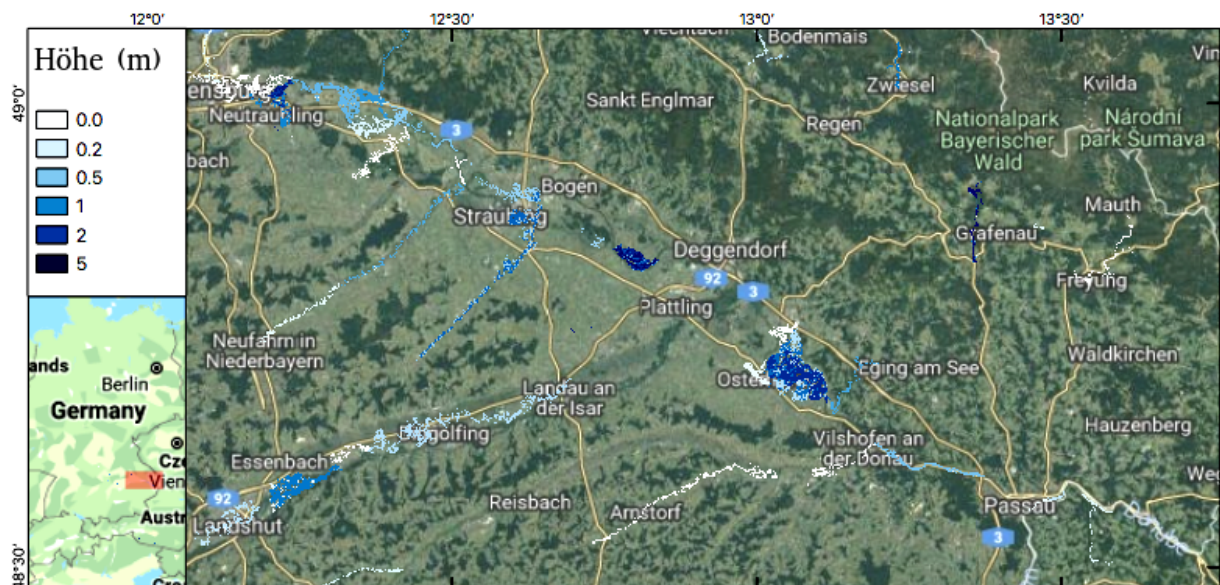 12°0'
12°30'
13°0'
13°30'
Höhe (m)
0.0
0.2
0.5
1
2
5
49°0'
48°30'
Bodenmais
Zwiesel
Kvilda
Sankt Englmar
Neutraubling
3
Regen
Nationalpark
Bayerischer
Wald
Národní
park Šumava
bach
Bogen
Straubing
Mauth
Grafenau
Deggendorf
92
3
Freyung
Plattling
Neufahrn in
Niederbayern
Waldkirchen
Eging am See
Landau an
der Isar
Hauzenberg
Vilshofen an
der Donau
Essenbach
92
Landshut
Reisbach
Arnstorf
Passau
3
Berlin
Germany